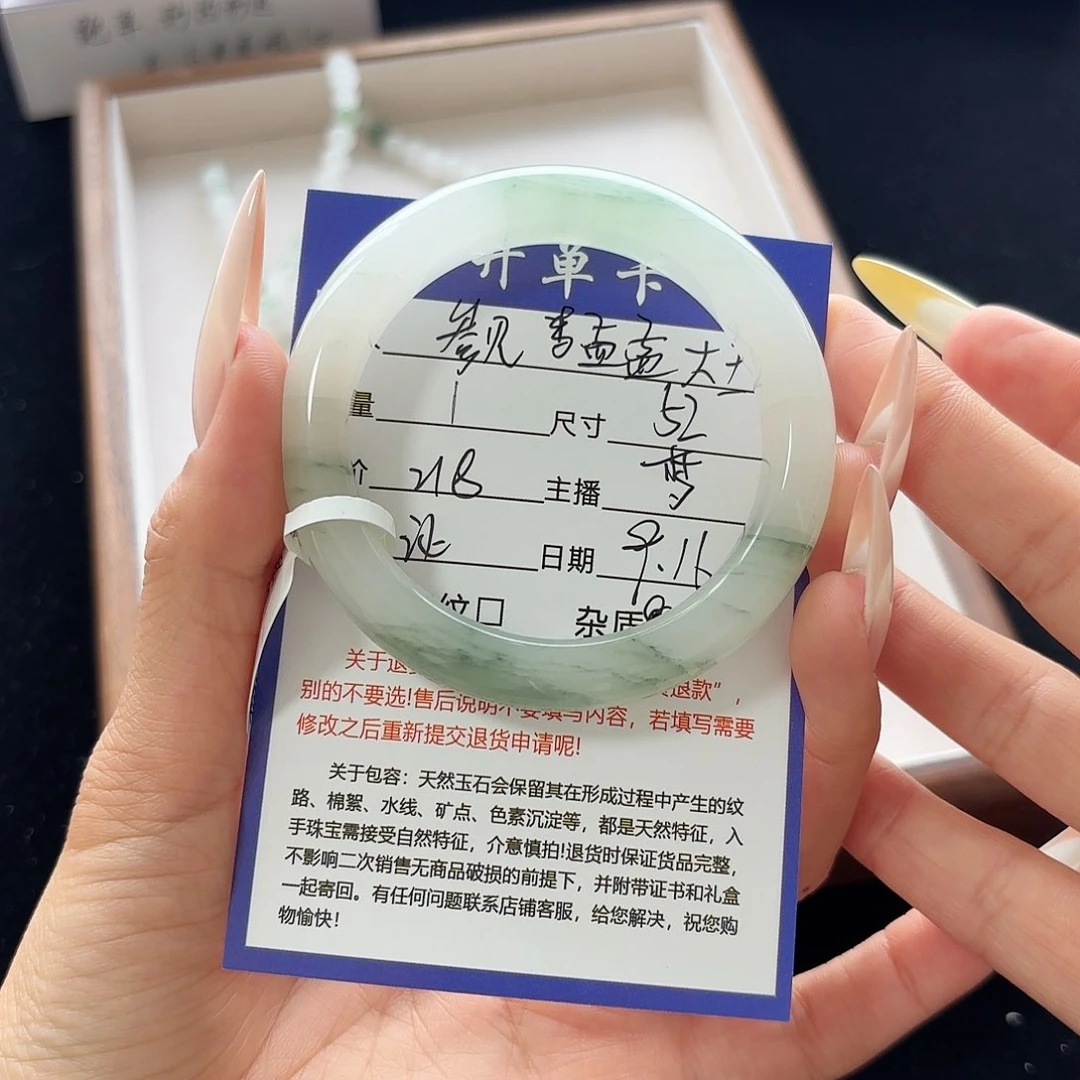 开单卡
量 1 尺寸 52
价 218 主播 梦
证 日期 9.16
纹 杂质
关于退
退款”,
别的不要选!售后说明不要填写内容,若填写需要
修改之后重新提交退货申请呢!
关于包容:天然玉石会保留其在形成过程中产生的纹
路、棉絮、水线、矿点、色素沉淀等,都是天然特征,入
手珠宝需接受自然特征,介意慎拍!退货时保证货品完整,
不影响二次销售无商品破损的前提下,并附带证书和礼盒
一起寄回。有任何问题联系店铺客服,给您解决,祝您购
物愉快!